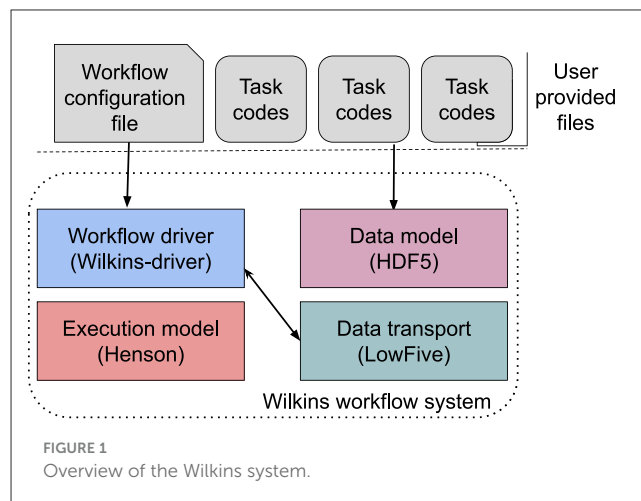 Workflow
configuration
file
Task
codes
Task
codes
Task
codes
User
provided
files
Workflow driver
(Wilkins-driver)
Data model
(HDF5)
Execution model
(Henson)
Data transport
(LowFive)
Wilkins workflow system
FIGURE 1
Overview of the Wilkins system.